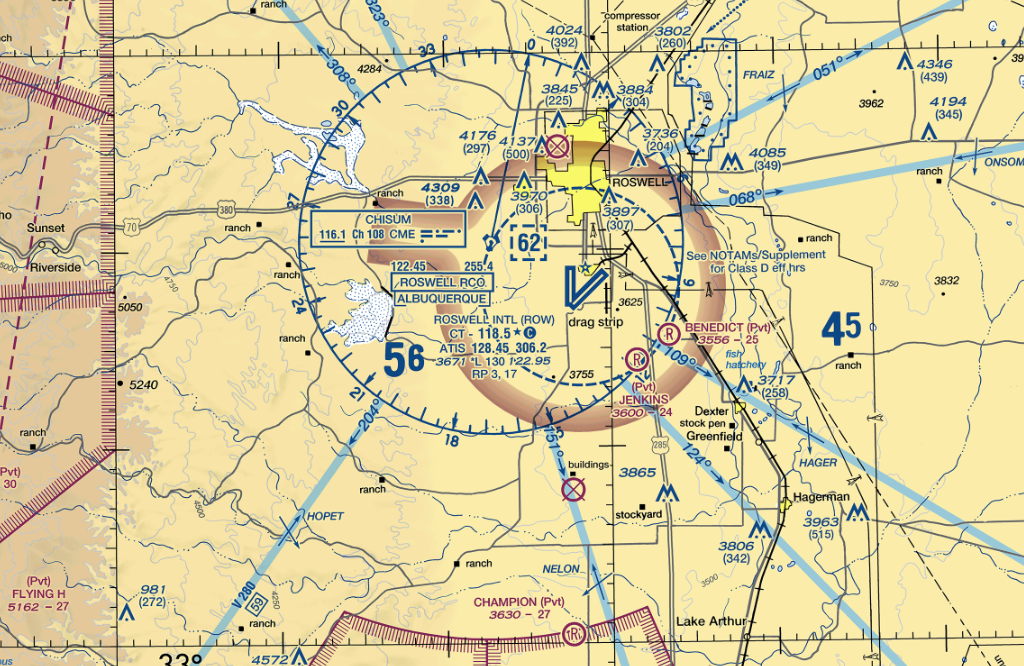 ranch
323°
compressor
station
4024
(392)
3802
(260)
33
0
4284
308°
051°
4346
(439)
FRAIZ
3845
(225)
3884
(304)
3962
4194
(345)
30
4176
(297)
4137
(500)
3736
(204)
4085
(349)
ONSOM
ranch
4309
(338)
3970
(306)
ROSWELL
068°
ranch
380
70
27
CHISUM
116.1 Ch 108 CME
3897
(307)
62
Sunset
ranch
ranch
Riverside
ranch
122.45 255.4
ROSWELL RCO
ALBUQUERQUE
See NOTAMs/Supplement
for Class D eff hrs
5000
3750
3750
3832
5050
24
ROSWELL INTL (ROW)
CT - 118.5 ★ C
ATIS 128.45 306.2
3671 *L 130 122.95
RP 3, 17
3625
drag strip
R
BENEDICT (Pvt)
3556 - 25
45
56
ranch
109°
fish
hatchery
ranch
5240
3755
R
(Pvt)
JENKINS
3600 - 24
3717
(258)
21
204°
Dexter
stock pen
Greenfield
18
151°
285
124°
ranch
HAGER
(Pvt)
30
buildings
3865
ranch
4500
stockyard
Hagerman
3963
(515)
HOPET
3806
(342)
ranch
NELON
3500
981
(272)
(Pvt)
FLYING H
5162 - 27
V 280
59
4250
ranch
CHAMPION (Pvt)
3630 - 27
R
Lake Arthur
4572
33°